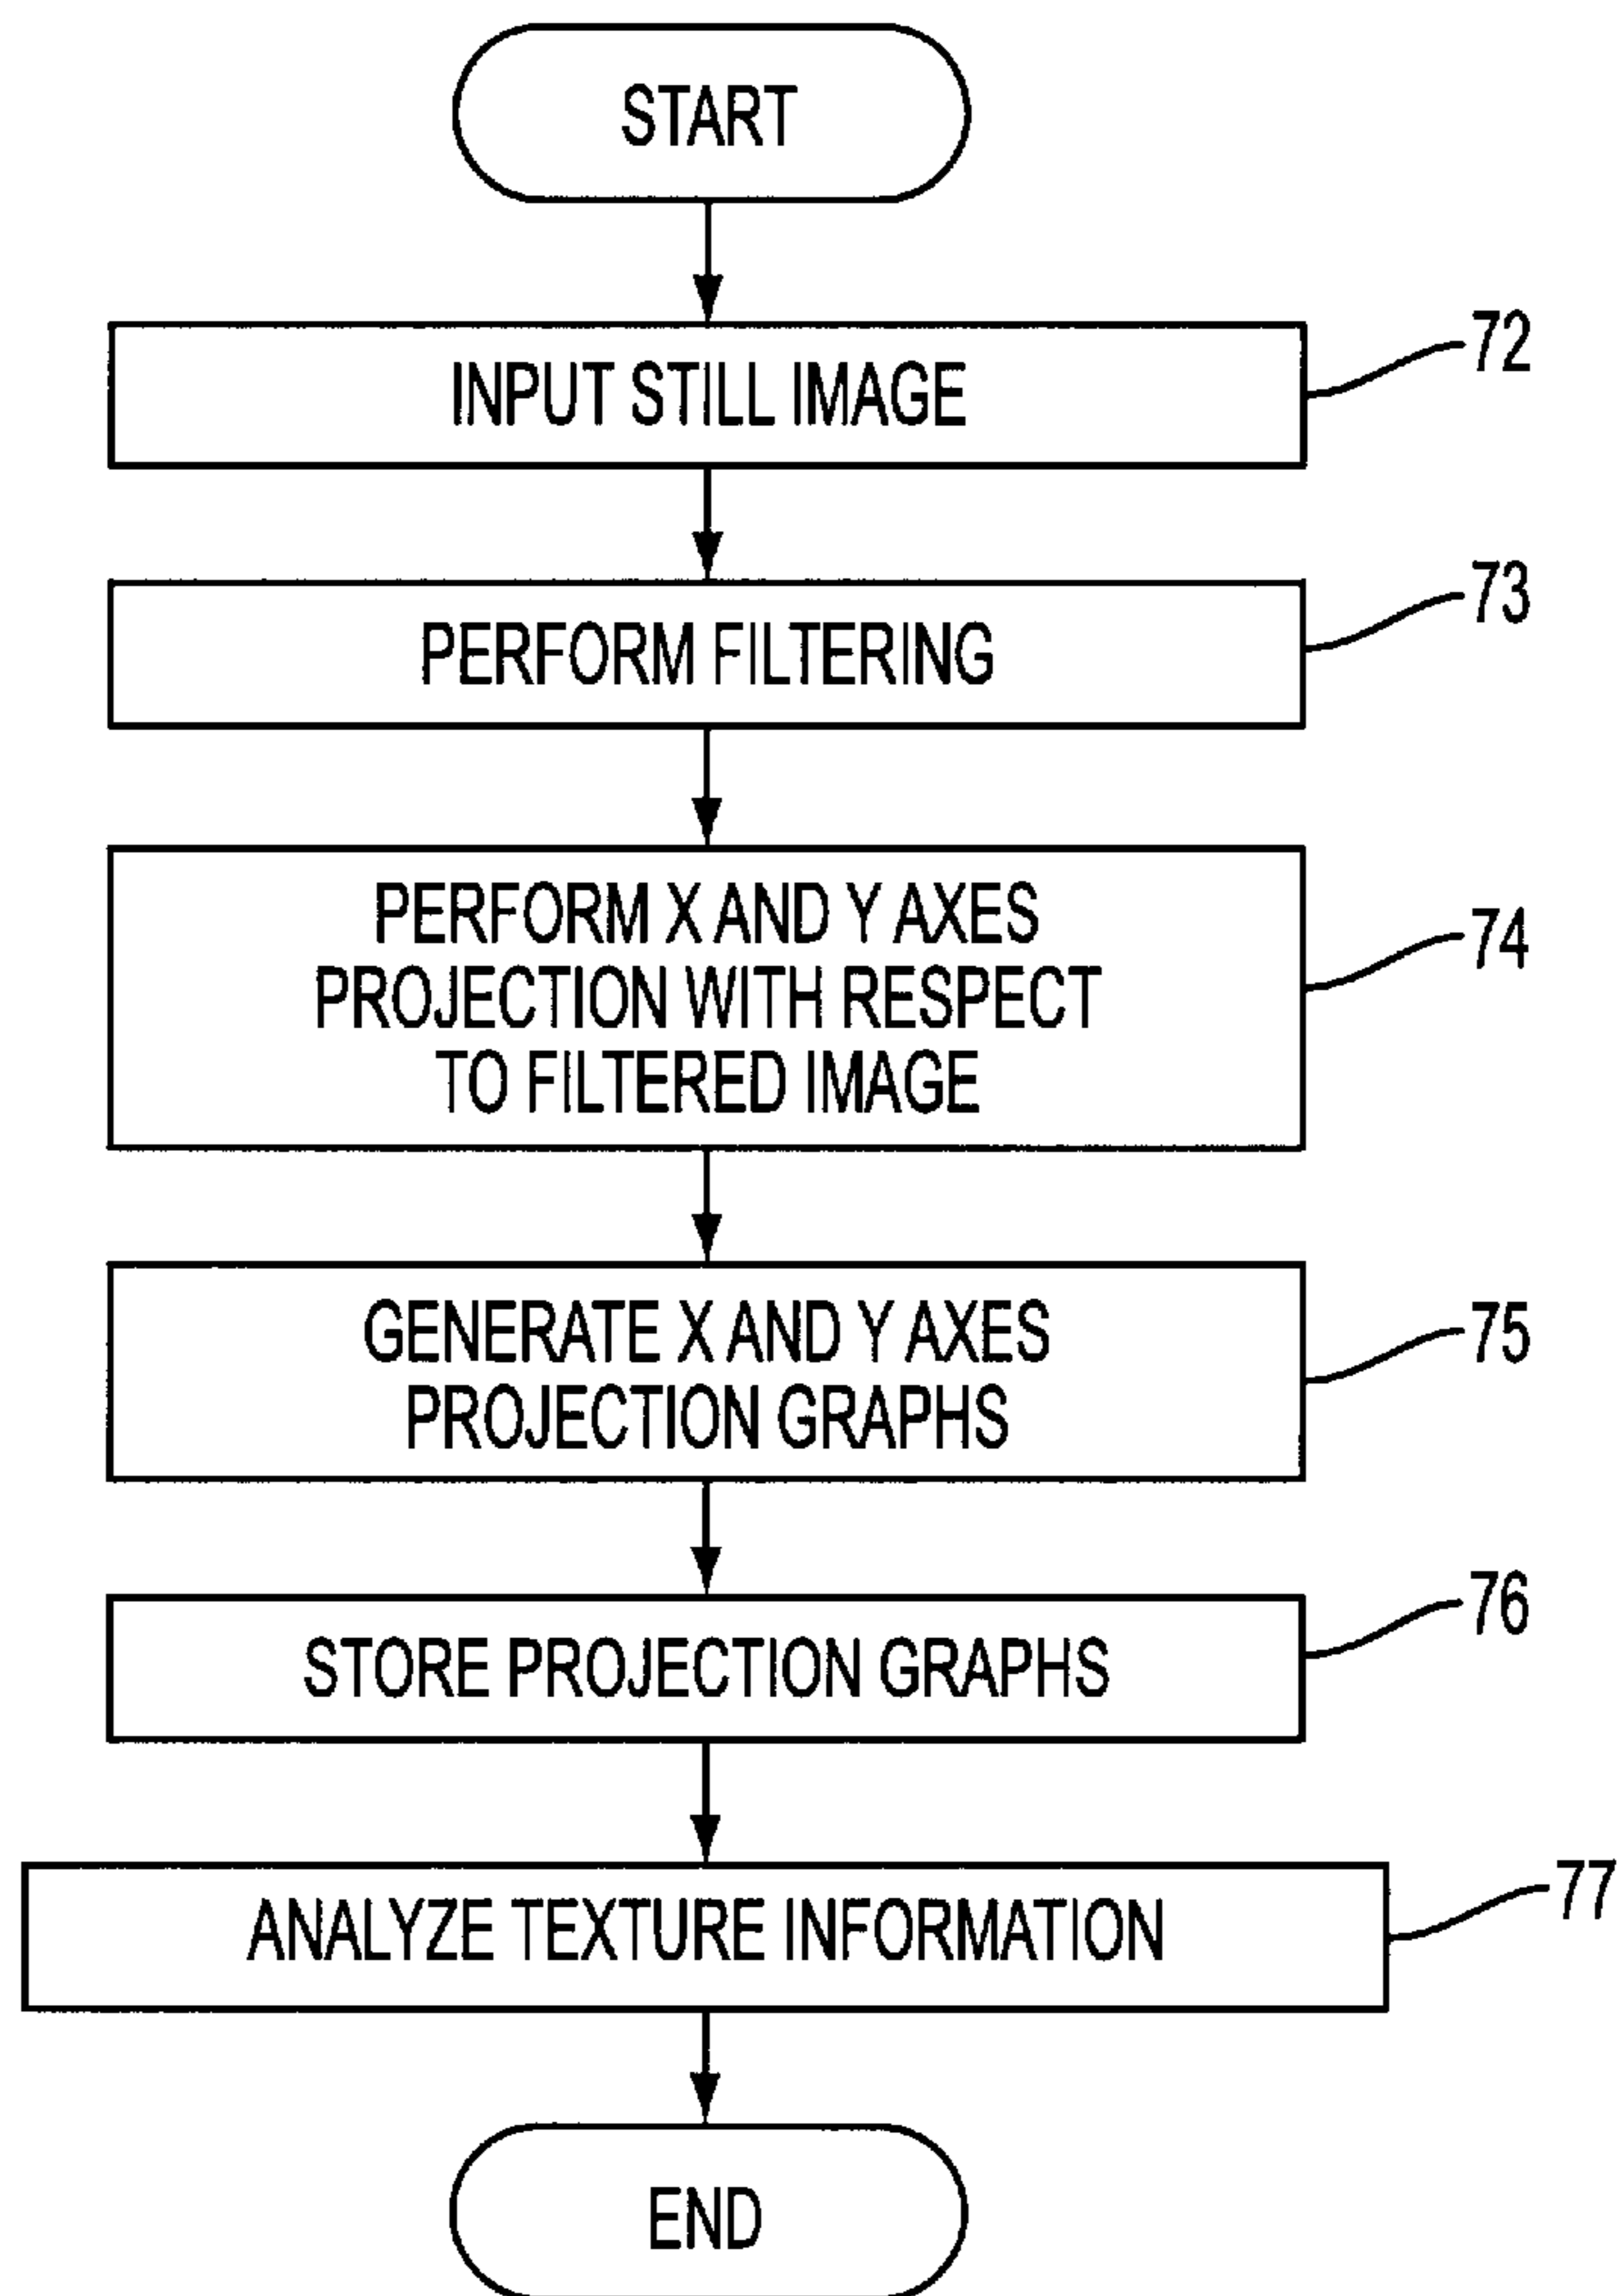 START
INPUT STILL IMAGE
72
PERFORM FILTERING
73
PERFORM X AND Y AXES
PROJECTION WITH RESPECT
TO FILTERED IMAGE
74
GENERATE X AND Y AXES
PROJECTION GRAPHS
75
STORE PROJECTION GRAPHS
76
ANALYZE TEXTURE INFORMATION
77
END